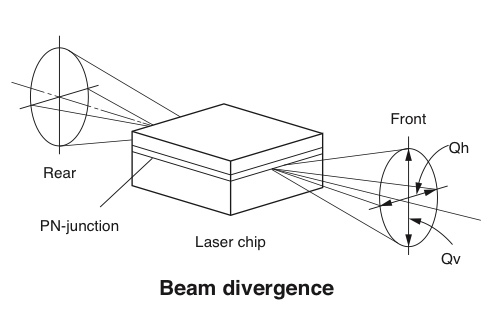 Front
Qh
Rear
PN-junction
Laser chip
Qv
Beam divergence